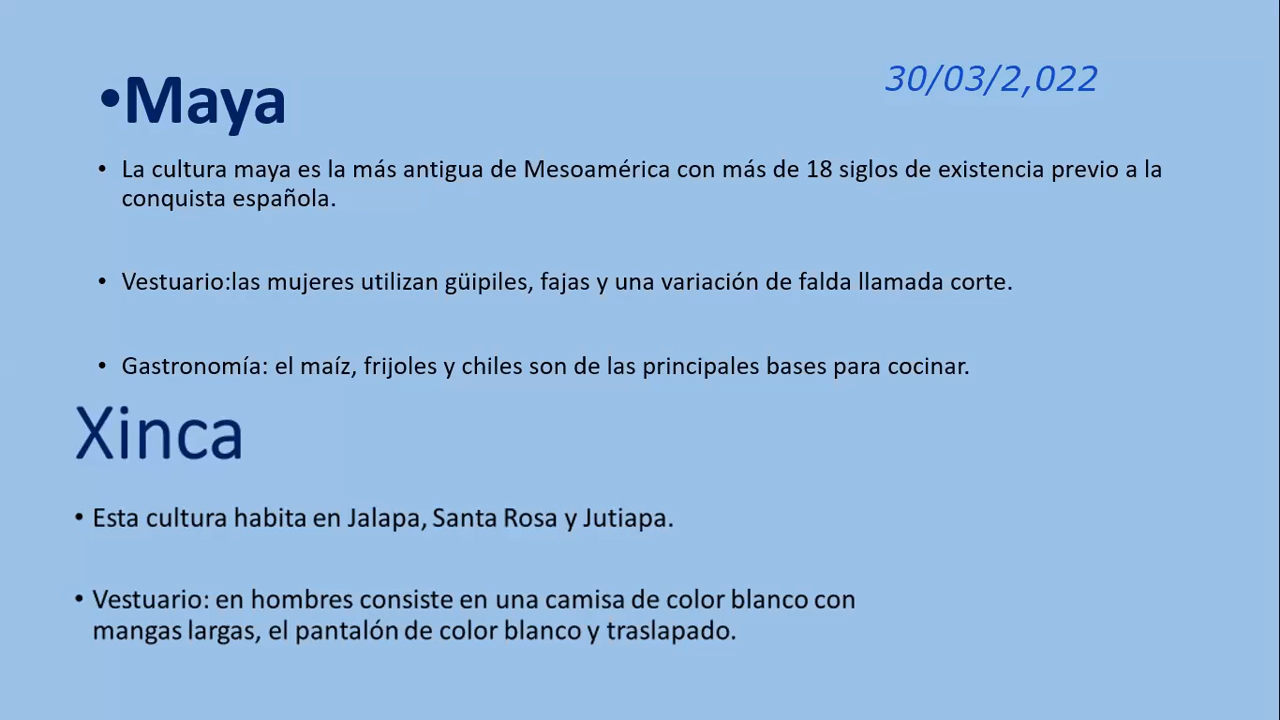 •Maya
30/03/2,022
• La cultura maya es la más antigua de Mesoamérica con más de 18 siglos de existencia previo a la
conquista española.
• Vestuario:las mujeres utilizan güipiles, fajas y una variación de falda llamada corte.
• Gastronomía: el maíz, frijoles y chiles son de las principales bases para cocinar.
Xinca
• Esta cultura habita en Jalapa, Santa Rosa y Jutiapa.
• Vestuario: en hombres consiste en una camisa de color blanco con
mangas largas, el pantalón de color blanco y traslapado.